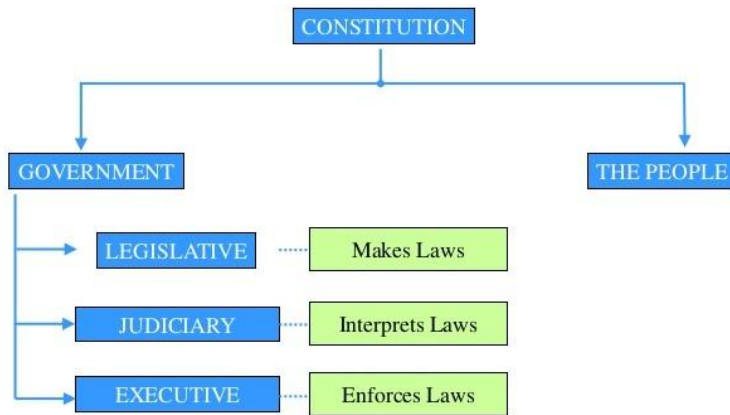 CONSTITUTION
GOVERNMENT
THE PEOPLE
LEGISLATIVE
Makes Laws
JUDICIARY
Interprets Laws
EXECUTIVE
Enforces Laws